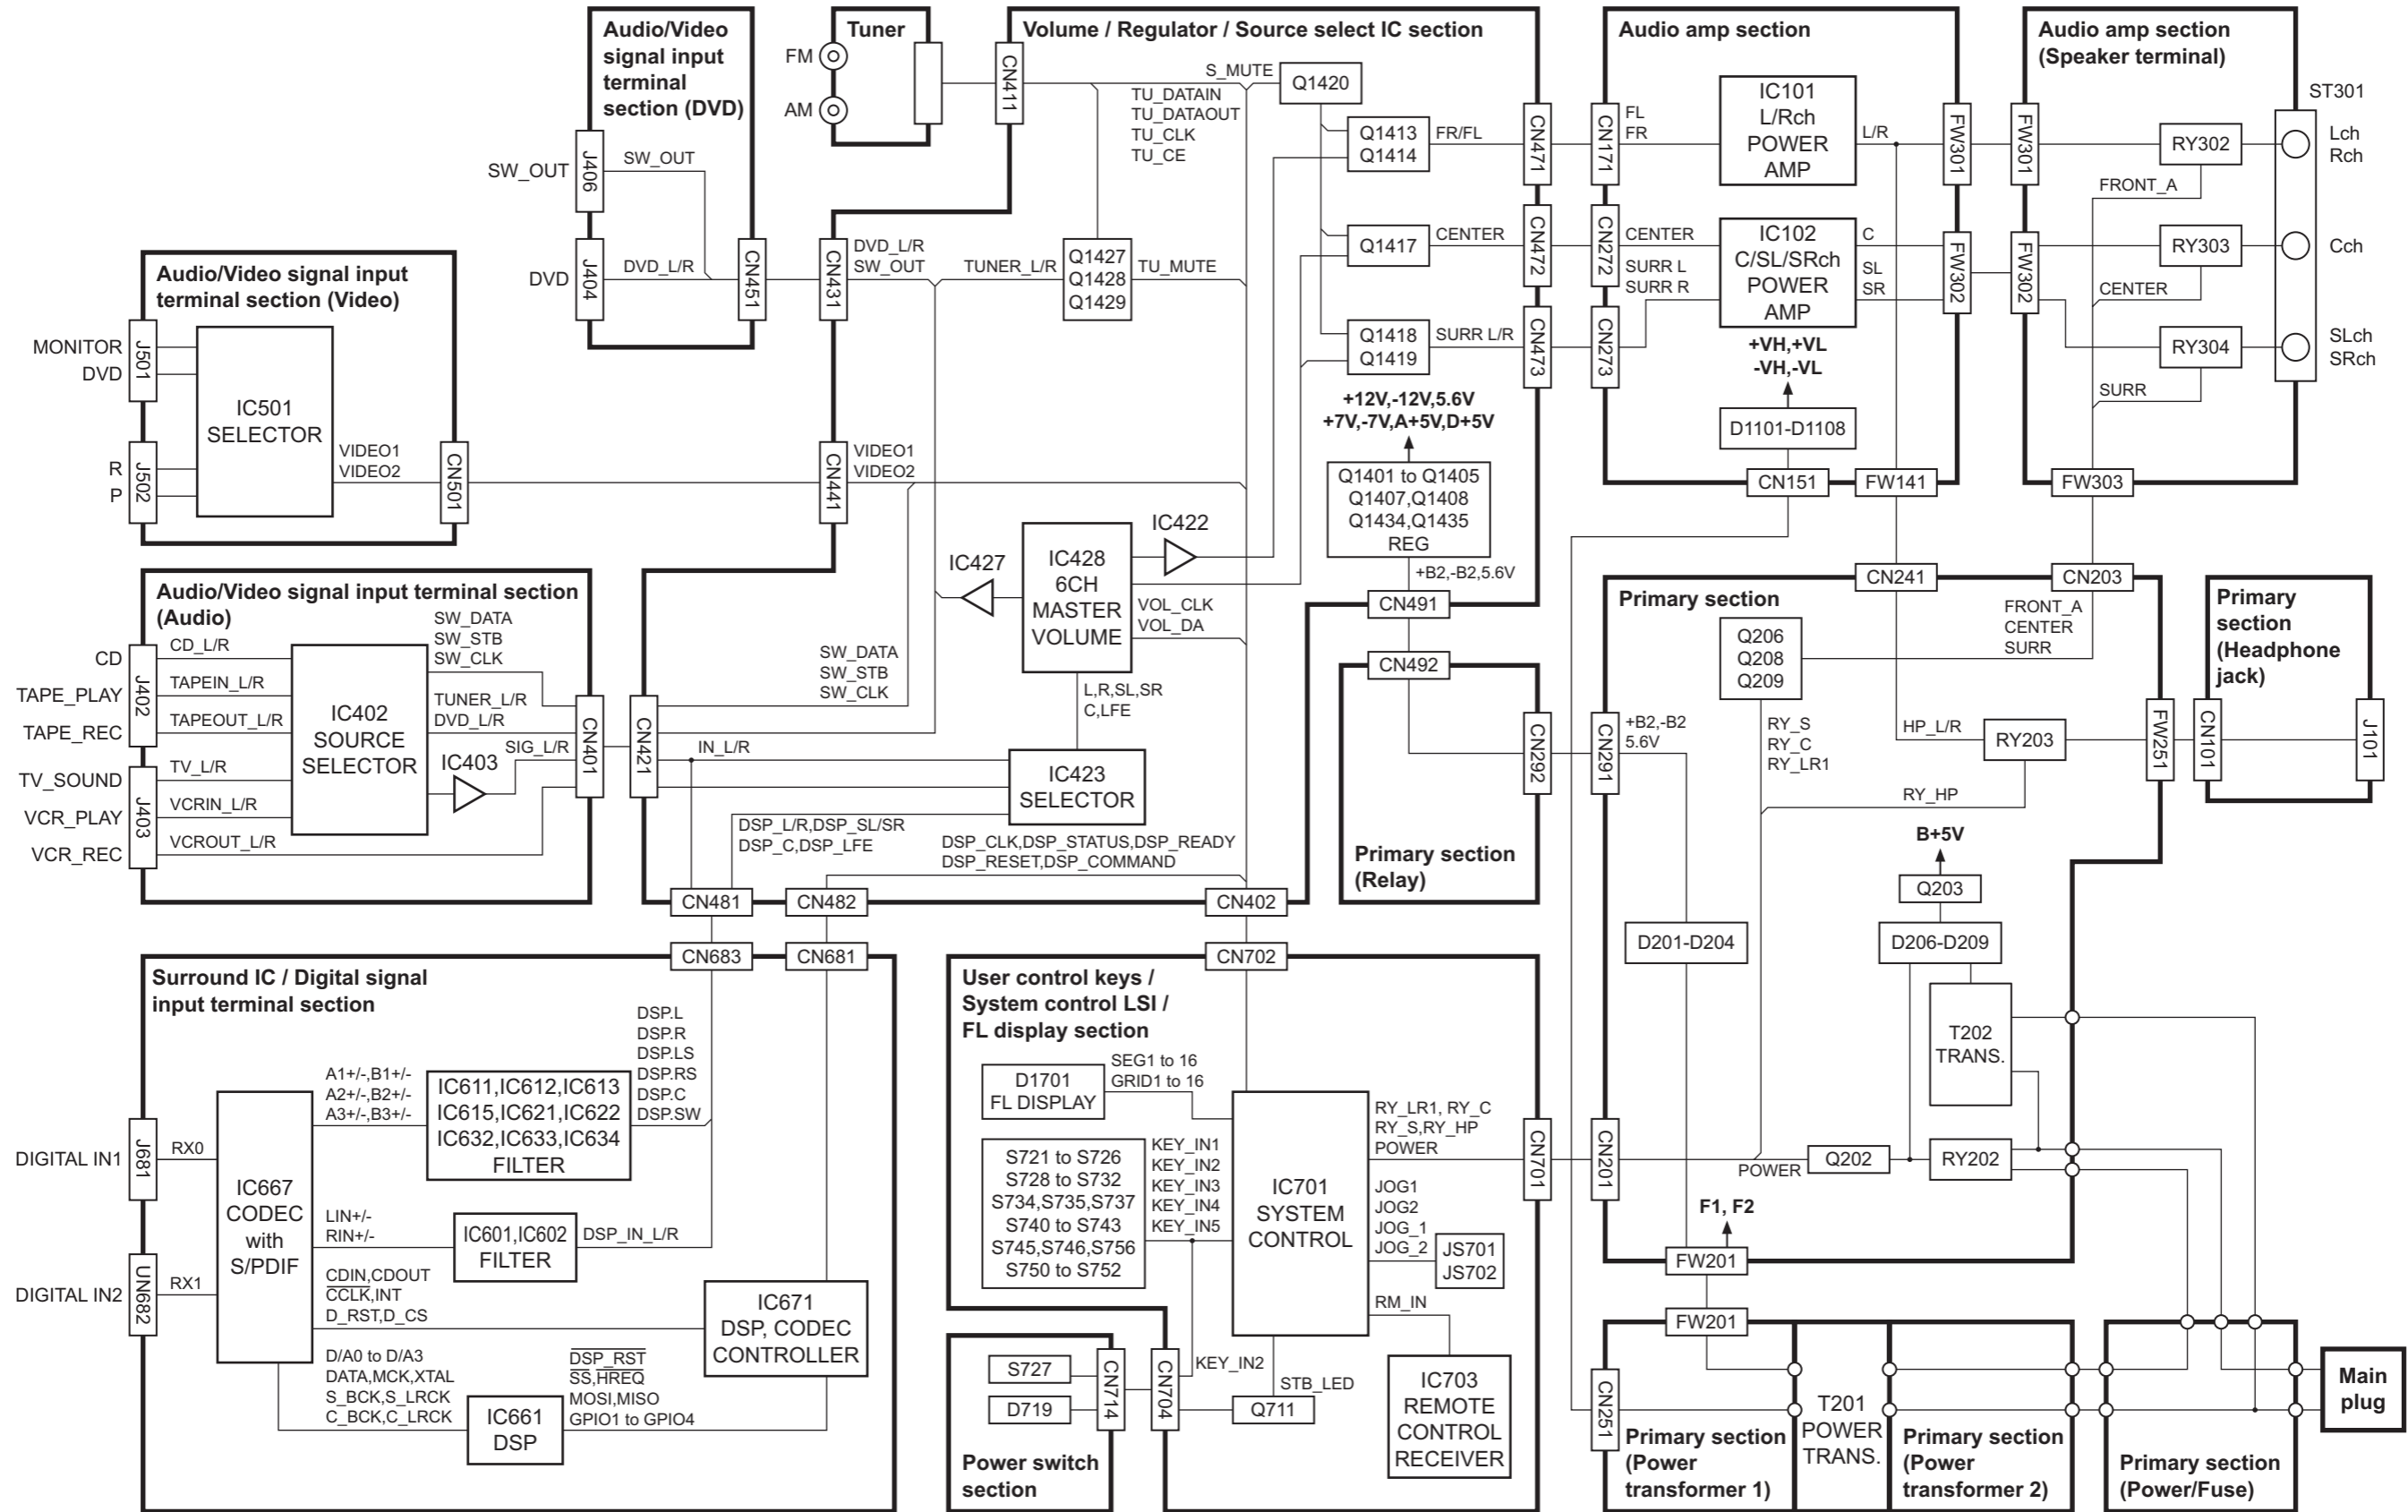 Audio/Video
signal input
terminal
section (DVD)
SW_OUT
J406
SW_OUT
DVD
J404
DVD_L/R
CN451
Tuner
FM
AM
Volume / Regulator / Source select IC section
CN411
S_MUTE
Q1420
TU_DATAIN
TU_DATAOUT
TU_CLK
TU_CE
Q1413
Q1414
FR/FL
CN471
CN431
DVD_L/R
SW_OUT
TUNER_L/R
Q1427
Q1428
Q1429
TU_MUTE
Q1417
CENTER
CN472
Q1418
Q1419
SURR L/R
CN473
+12V,-12V,5.6V
+7V,-7V,A+5V,D+5V
Q1401 to Q1405
Q1407,Q1408
Q1434,Q1435
REG
+B2,-B2,5.6V
CN491
CN441
VIDEO1
VIDEO2
IC427
IC428
6CH
MASTER
VOLUME
IC422
VOL_CLK
VOL_DA
SW_DATA
SW_STB
SW_CLK
L,R,SL,SR
C,LFE
CN421
IN_L/R
IC423
SELECTOR
DSP_L/R,DSP_SL/SR
DSP_C,DSP_LFE
DSP_CLK,DSP_STATUS,DSP_READY
DSP_RESET,DSP_COMMAND
CN481
CN482
CN402
Audio amp section
CN171
FL
FR
IC101
L/Rch
POWER
AMP
L/R
FW301
CN272
CENTER
SURR L
SURR R
IC102
C/SL/SRch
POWER
AMP
C
SL
SR
FW302
CN273
+VH,+VL
-VH,-VL
D1101-D1108
CN151
FW141
Audio amp section
(Speaker terminal)
ST301
FW301
RY302
Lch
Rch
FRONT_A
FW302
RY303
Cch
CENTER
RY304
SLch
SRch
SURR
FW303
Audio/Video signal input
terminal section (Video)
MONITOR
DVD
J501
R
P
J502
IC501
SELECTOR
VIDEO1
VIDEO2
CN501
Audio/Video signal input terminal section
(Audio)
CD
TAPE_PLAY
TAPE_REC
J402
TV_SOUND
VCR_PLAY
VCR_REC
J403
CD_L/R
TAPEIN_L/R
TAPEOUT_L/R
TV_L/R
VCRIN_L/R
VCROUT_L/R
IC402
SOURCE
SELECTOR
SW_DATA
SW_STB
SW_CLK
TUNER_L/R
DVD_L/R
SIG_L/R
IC403
CN401
CN492
CN292
Primary section
(Relay)
Primary section
CN241
CN203
Q206
Q208
Q209
FRONT_A
CENTER
SURR
CN291
+B2,-B2
5.6V
RY_S
RY_C
RY_LR1
HP_L/R
RY203
FW251
RY_HP
B+5V
Q203
D201-D204
D206-D209
T202
TRANS.
CN201
POWER
Q202
RY202
F1, F2
FW201
Primary
section
(Headphone
jack)
CN101
J101
Surround IC / Digital signal
input terminal section
CN683
CN681
DSP.L
DSP.R
DSP.LS
DSP.RS
DSP.C
DSP.SW
DIGITAL IN1
J681
RX0
DIGITAL IN2
UN682
RX1
IC667
CODEC
with
S/PDIF
A1+/-,B1+/-
A2+/-,B2+/-
A3+/-,B3+/-
IC611,IC612,IC613
IC615,IC621,IC622
IC632,IC633,IC634
FILTER
LIN+/-
RIN+/-
IC601,IC602
FILTER
DSP_IN_L/R
CDIN,CDOUT
CCLK,INT
D_RST,D_CS
IC671
DSP, CODEC
CONTROLLER
D/A0 to D/A3
DATA,MCK,XTAL
S_BCK,S_LRCK
C_BCK,C_LRCK
IC661
DSP
DSP_RST
SS,HREQ
MOSI,MISO
GPIO1 to GPIO4
User control keys /
System control LSI /
FL display section
CN702
D1701
FL DISPLAY
SEG1 to 16
GRID1 to 16
S721 to S726
S728 to S732
S734,S735,S737
S740 to S743
S745,S746,S756
S750 to S752
KEY_IN1
KEY_IN2
KEY_IN3
KEY_IN4
KEY_IN5
IC701
SYSTEM
CONTROL
RY_LR1, RY_C
RY_S,RY_HP
POWER
CN701
JOG1
JOG2
JOG_1
JOG_2
JS701
JS702
RM_IN
IC703
REMOTE
CONTROL
RECEIVER
KEY_IN2
STB_LED
Q711
CN704
S727
D719
CN714
Power switch
section
FW201
CN251
Primary section
(Power
transformer 1)
T201
POWER
TRANS.
Primary section
(Power
transformer 2)
Primary section
(Power/Fuse)
Main
plug